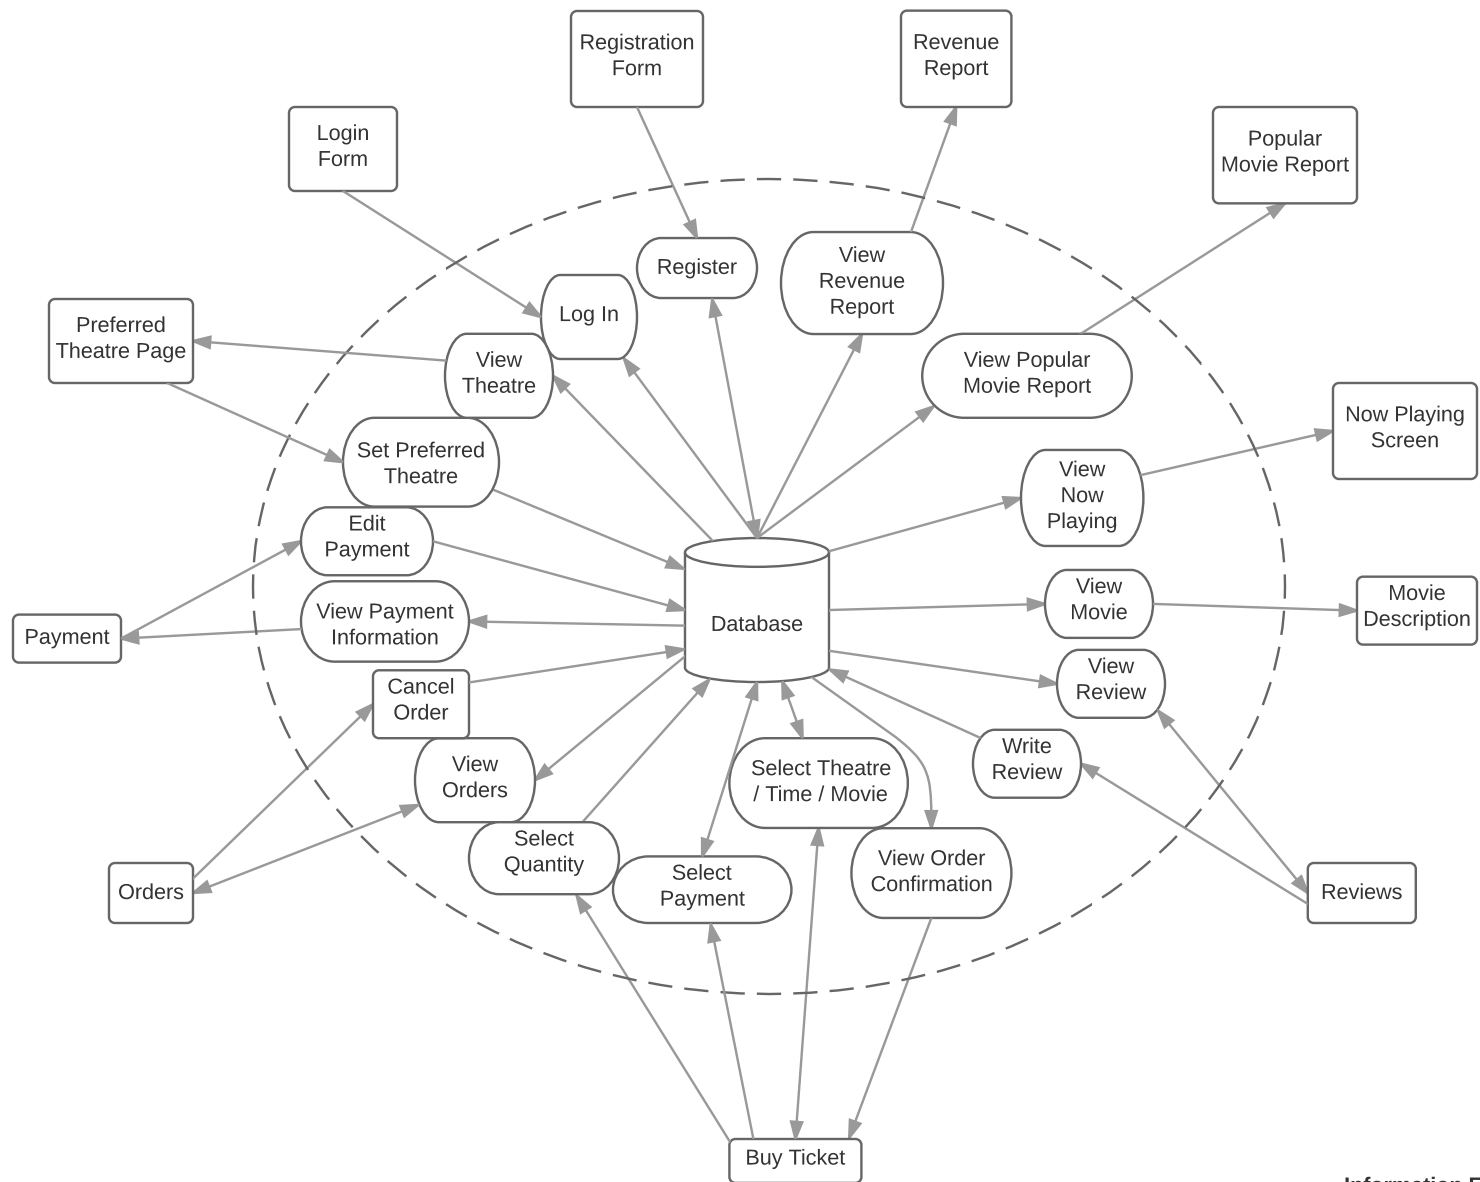 Registration
Form
Revenue
Report
Login
Form
Popular
Movie Report
Register
View
Revenue
Report
Log In
Preferred
Theatre Page
View
Theatre
View Popular
Movie Report
Now Playing
Screen
Set Preferred
Theatre
View
Now
Playing
Edit
Payment
View
Movie
Movie
Description
Payment
View Payment
Information
Database
View
Review
Cancel
Order
Write
Review
View
Orders
Select Theatre
/ Time / Movie
Select
Quantity
View Order
Confirmation
Select
Payment
Orders
Reviews
Buy Ticket
Information